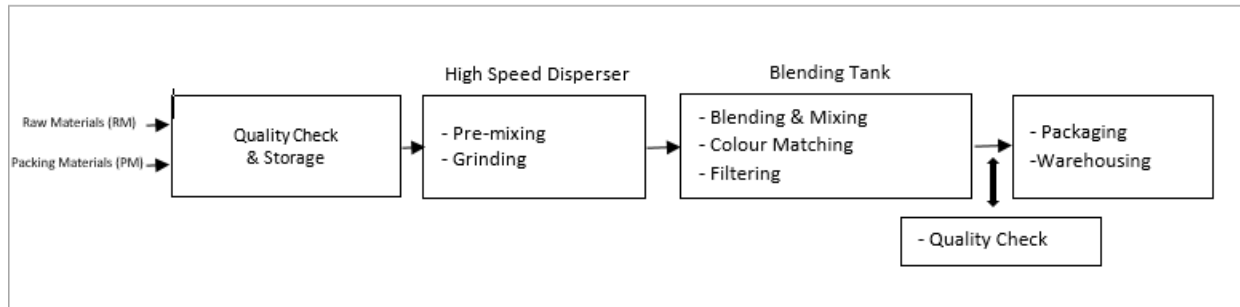 High Speed Disperser
Blending Tank
Raw Materials (RM)
Packing Materials (PM)
Quality Check
& Storage
- Pre-mixing
- Grinding
- Blending & Mixing
- Colour Matching
- Filtering
- Packaging
-Warehousing
- Quality Check